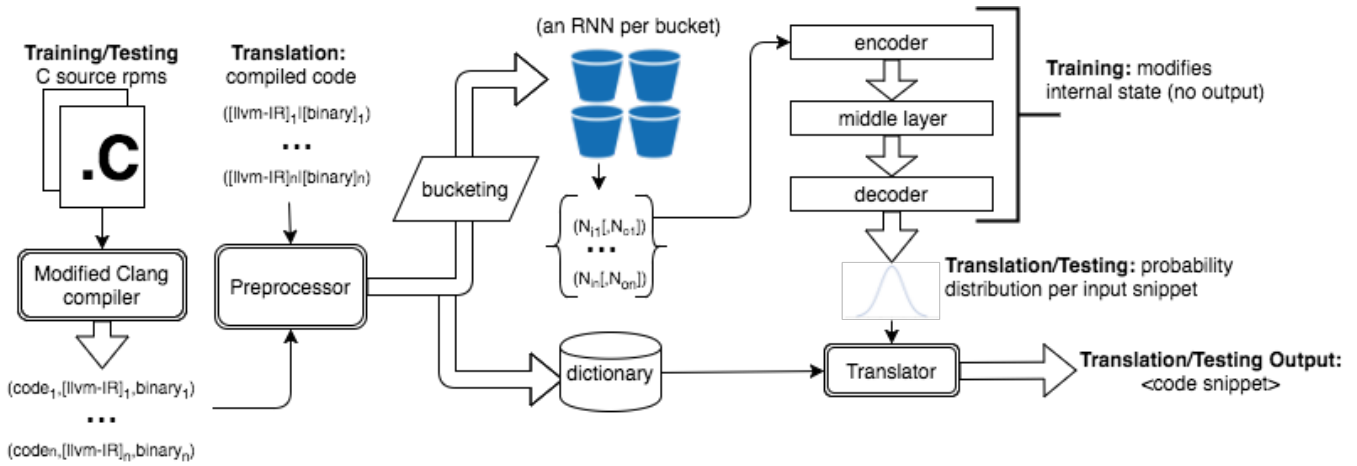 Training/Testing
C source rpms
.C
Modified Clang
compiler
(code1,[llvm-IR]1,binary1)
...
(coden,[llvm-IR]n,binaryn)
Translation:
compiled code
([llvm-IR]1|[binary]1)
...
([llvm-IR]n|[binary]n)
Preprocessor
bucketing
(an RNN per bucket)
(Ni1[,No1])
...
(Nin[,Non])
dictionary
encoder
middle layer
decoder
Training: modifies
internal state (no output)
Translation/Testing: probability
distribution per input snippet
Translator
Translation/Testing Output:
<code snippet>